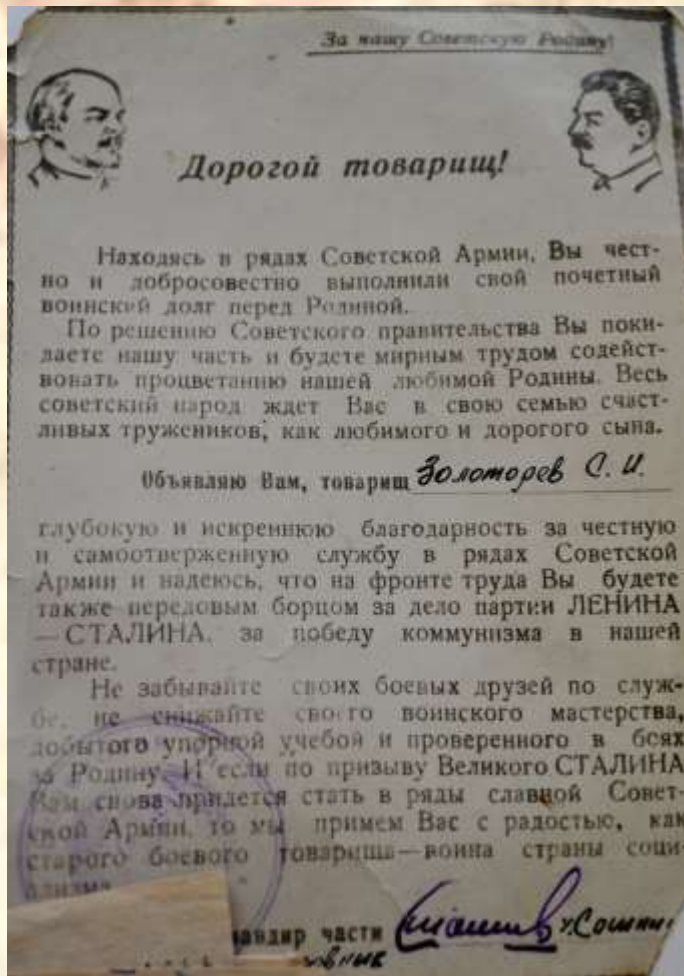 За нашу Советскую Родину!
Дорогой товарищ!
Находясь в рядах Советской Армии, Вы чест-
но и добросовестно выполнили свой почетный
воинский долг перед Родиной.
По решению Советского правительства Вы поки-
даете нашу часть и будете мирным трудом содейст-
вовать процветанию нашей любимой Родины. Весь
советский народ ждет Вас в свою семью счаст-
ливых тружеников, как любимого и дорогого сына.
Объявляю Вам, товарищ Золоторев С. И.
глубокую и искреннюю благодарность за честную
и самоотверженную службу в рядах Советской
Армии и надеюсь, что на фронте труда Вы будете
также передовым борцом за дело партии ЛЕНИНА
—СТАЛИНА, за победу коммунизма в нашей
стране.
Не забывайте своих боевых друзей по служ-
бе, не снижайте своего воинского мастерства,
добытого упорной учебой и проверенного в боях
за Родину. И если по призыву Великого СТАЛИНА
Вам снова придется стать в ряды славной Совет-
ской Армии, то мы примем Вас с радостью, как
старого боевого товарища—воина страны соци-
ализма.
части